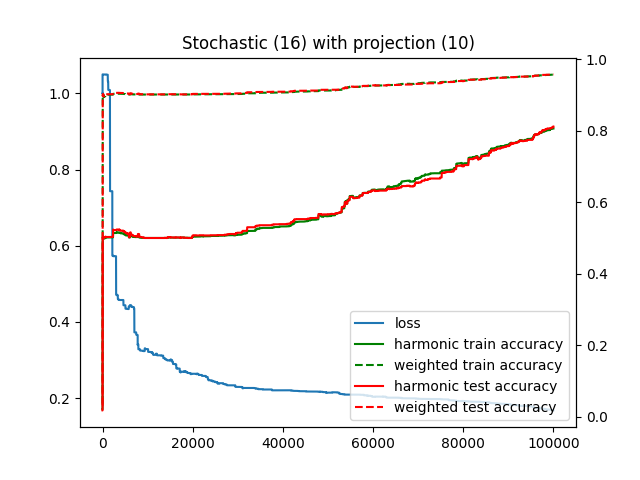 Stochastic (16) with projection (10)
1.0
0.8
0.6
0.4
0.2
1.0
0.8
0.6
0.4
0.2
0.0
loss
harmonic train accuracy
weighted train accuracy
harmonic test accuracy
weighted test accuracy
0 20000 40000 60000 80000 100000